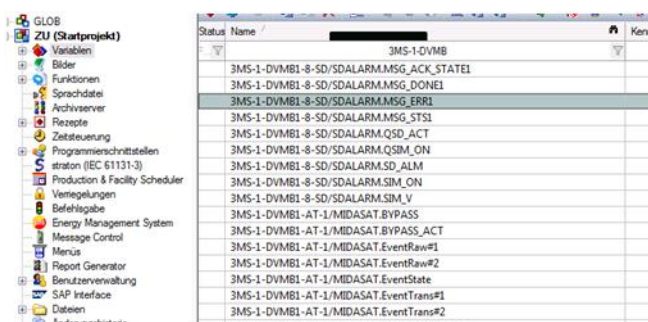 GLOB
ZU (Startprojekt)
Variablen
Bilder
Funktionen
Sprachdatei
Archivserver
Rezepte
Zeitsteuerung
Programmierschnittstellen
straton (IEC 61131-3)
Production & Facility Scheduler
Verriegelungen
Befehlsgabe
Energy Management System
Message Control
Menüs
Report Generator
Benutzerverwaltung
SAP Interface
Dateien
Status Name Kenn
3MS-1-DVMB
3MS-1-DVMB1-8-SD/SDALARM.MSG_ACK_STATE1
3MS-1-DVMB1-8-SD/SDALARM.MSG_DONE1
3MS-1-DVMB1-8-SD/SDALARM.MSG_ERR1
3MS-1-DVMB1-8-SD/SDALARM.MSG_STS1
3MS-1-DVMB1-8-SD/SDALARM.QSD_ACT
3MS-1-DVMB1-8-SD/SDALARM.QSIM_ON
3MS-1-DVMB1-8-SD/SDALARM.SD_ALM
3MS-1-DVMB1-8-SD/SDALARM.SIM_ON
3MS-1-DVMB1-8-SD/SDALARM.SIM_V
3MS-1-DVMB1-AT-1/MIDASAT.BYPASS
3MS-1-DVMB1-AT-1/MIDASAT.BYPASS_ACT
3MS-1-DVMB1-AT-1/MIDASAT.EventRaw#1
3MS-1-DVMB1-AT-1/MIDASAT.EventRaw#2
3MS-1-DVMB1-AT-1/MIDASAT.EventState
3MS-1-DVMB1-AT-1/MIDASAT.EventTrans#1
3MS-1-DVMB1-AT-1/MIDASAT.EventTrans#2